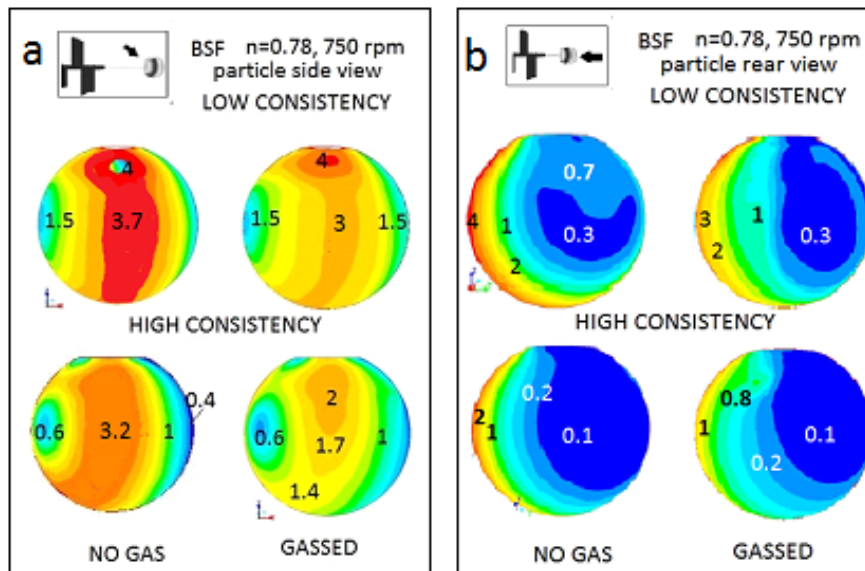 a
BSF n=0.78, 750 rpm
particle side view
LOW CONSISTENCY
4
4
1.5
3.7
1.5
3
1.5
HIGH CONSISTENCY
0.4
2
0.6
3.2
1
0.6
1.7
1
1.4
NO GAS
GASSED
b
BSF n=0.78, 750 rpm
particle rear view
LOW CONSISTENCY
0.7
4
1
0.3
2
3
1
0.3
2
HIGH CONSISTENCY
0.2
0.8
2
1
0.1
1
0.1
0.2
NO GAS
GASSED